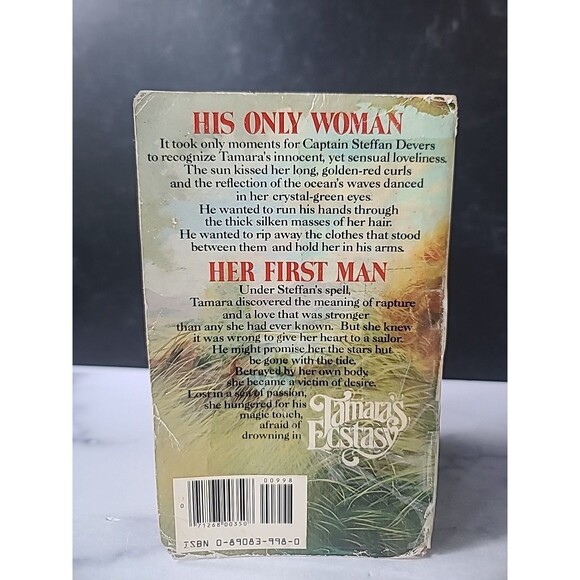 HIS ONLY WOMAN
It took only moments for Captain Steffan Devers
to recognize Tamara's innocent, yet sensual loveliness.
The sun kissed her long, golden-red curls
and the reflection of the ocean's waves danced
in her crystal-green eyes.
He wanted to run his hands through
the thick silken masses of her hair.
He wanted to rip away the clothes that stood
between them and hold her in his arms.
HER FIRST MAN
Under Steffan's spell,
Tamara discovered the meaning of rapture
and a love that was stronger
than any she had ever known. But she knew
it was wrong to give her heart to a sailor.
He might promise her the stars but
be gone with the tide.
Betrayed by her own body,
she became a victim of desire.
Lost in a sea of passion,
she hungered for his
magic touch,
afraid of
drowning in
Tamara's
Ecstasy
00998
0
71268 00350
ISBN 0-89083-998-0